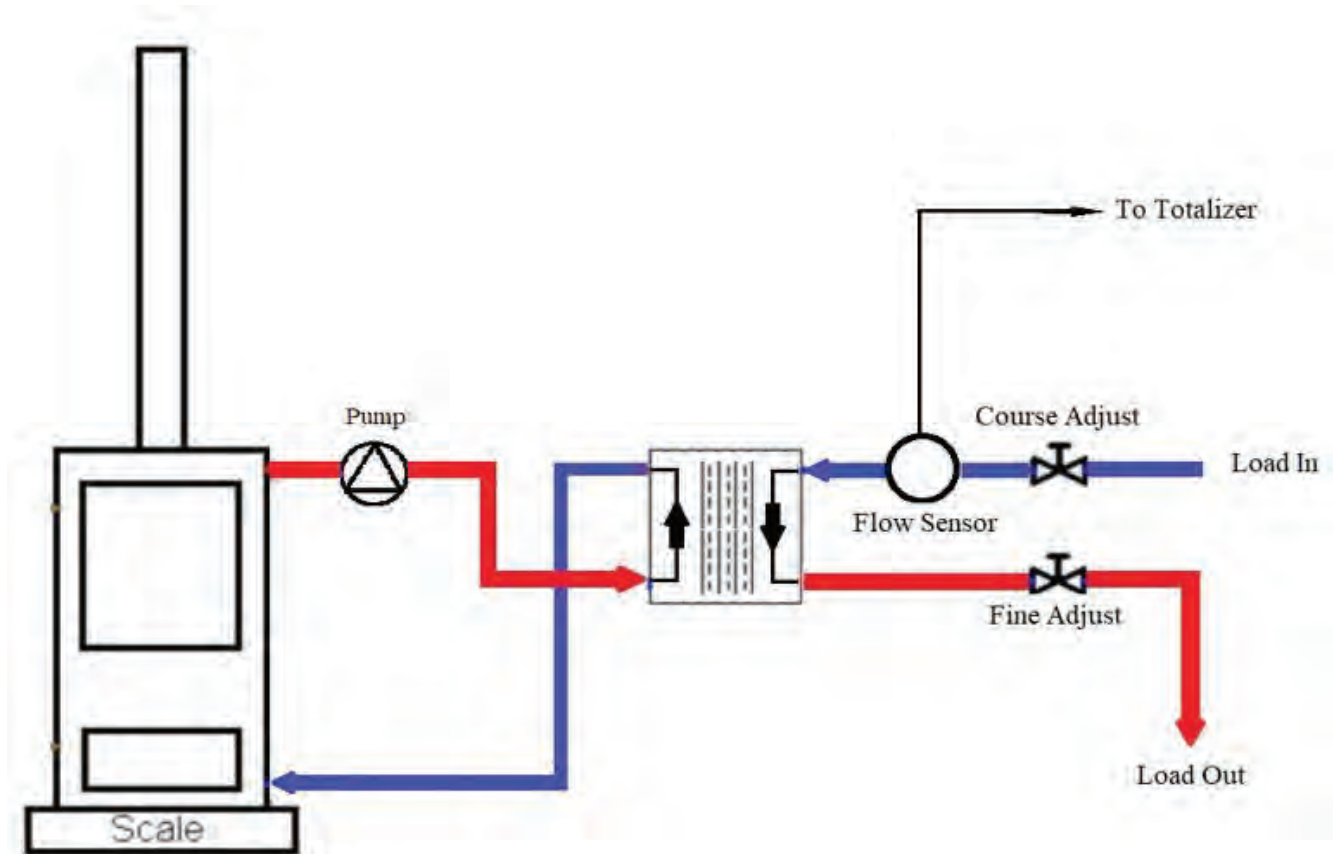 To Totalizer
Pump
Course Adjust
Load In
Flow Sensor
Fine Adjust
Load Out
Scale